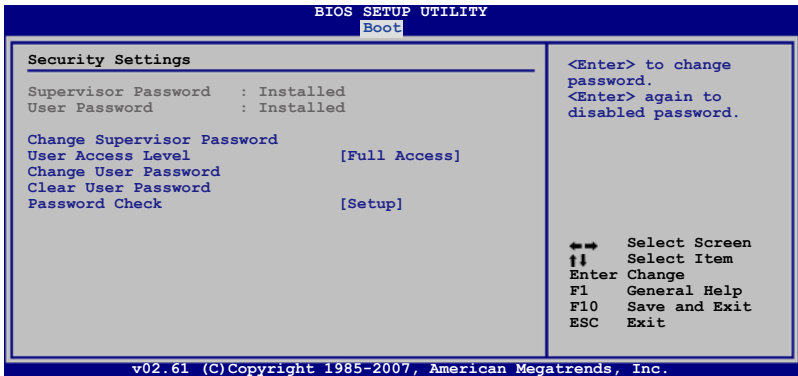 BIOS SETUP UTILITY
Boot
Security Settings
Supervisor Password : Installed
User Password : Installed
Change Supervisor Password
User Access Level [Full Access]
Change User Password
Clear User Password
Password Check [Setup]
<Enter> to change
password.
<Enter> again to
disabled password.
←→ Select Screen
↑↓ Select Item
Enter Change
F1 General Help
F10 Save and Exit
ESC Exit
v02.61 (C)Copyright 1985-2007, American Megatrends, Inc.